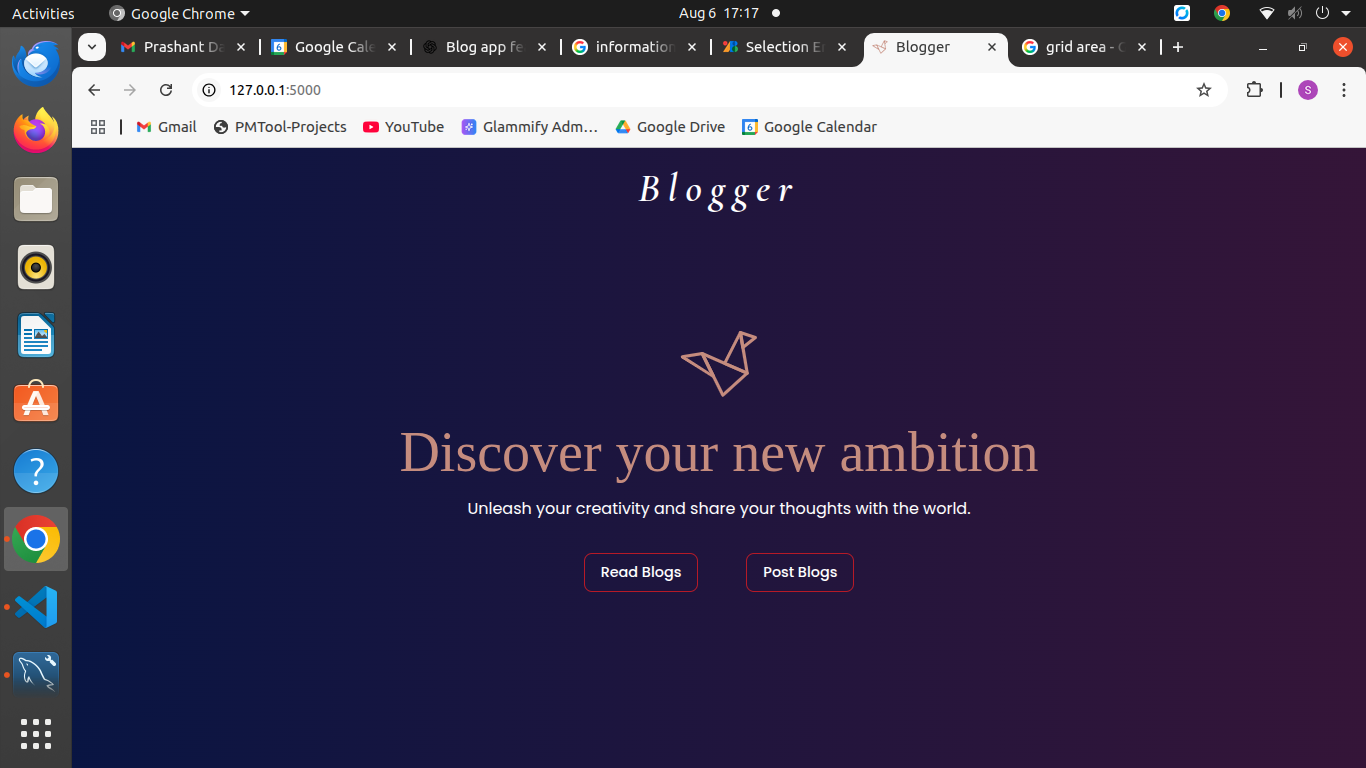 Activities
Google Chrome
Aug 6 17:17
Prashant Da
Google Cale
Blog app fe
information
Selection E
Blogger
grid area - C
127.0.0.1:5000
S
Gmail
PMTool-Projects
YouTube
6
Glammify Adm...
Google Drive
Google Calendar
Blogger
Discover your new ambition
Unleash your creativity and share your thoughts with the world.
Read Blogs
Post Blogs